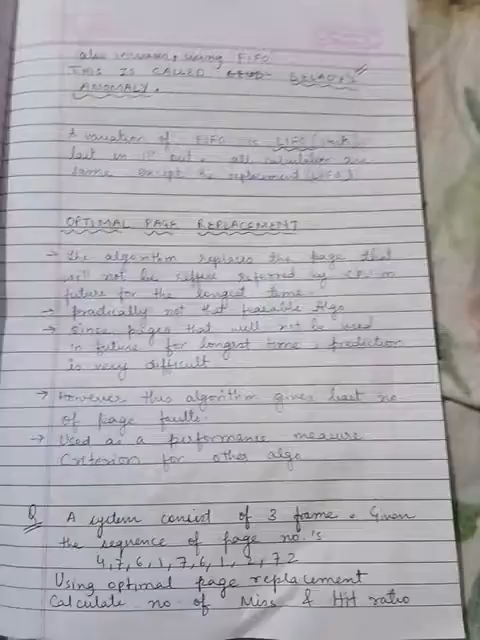 also increases, using FIFO
THIS IS CALLED BELADY'S
ANOMALY.
A variation of FIFO is LIFO
last in 1st out. all calculation are
same except the replacement (LIFO)
OPTIMAL PAGE REPLACEMENT
→ The algorithm replaces the page that
will not be referred by CPU in
future for the longest time.
→ practically not that feasible Algo
→ Since pages that will not be used
in future for longest time, prediction
is very difficult
→ However this algorithm gives least no
of page faults.
→ Used as a performance measure
Criterion for other algo
Q A system consist of 3 frame. Given
the sequence of page no.'s
4,7,6,1,7,6,1,2,7 2
Using optimal page replacement
Calculate no of Miss & Hit ratio